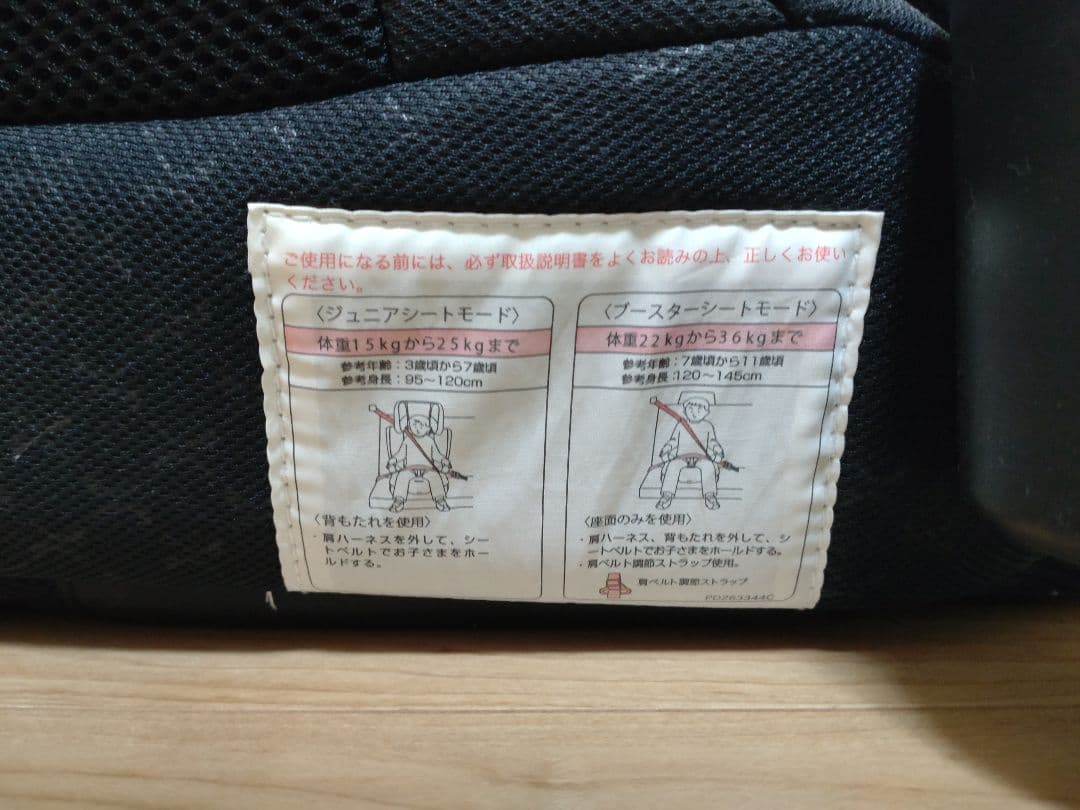 ご使用になる前には、必ず取扱説明書をよくお読みの上、正しくお使い
ください。
〈ジュニアシートモード〉
体重15kgから25kgまで
参考年齢：3歳頃から7歳頃
参考身長：95～120cm
〈背もたれを使用〉
・肩ハーネスを外して、シー
トベルトでお子さまをホー
ルドする。
〈ブースターシートモード〉
体重22kgから36kgまで
参考年齢：7歳頃から11歳頃
参考身長：120～145cm
〈座面のみを使用〉
・肩ハーネス、背もたれを外して、シ
ートベルトでお子さまをホールドする。
・肩ベルト調節ストラップ使用。
肩ベルト調節ストラップ
PD263344C